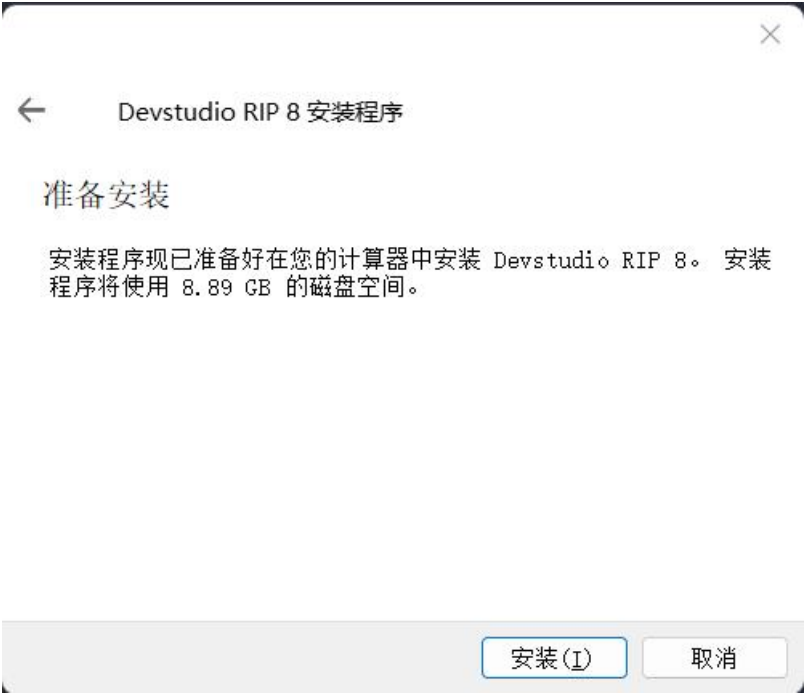 Devstudio RIP 8 安装程序
准备安装
安装程序现已准备好在您的计算器中安装 Devstudio RIP 8。 安装
程序将使用 8.89 GB 的磁盘空间。
安装(I) 取消